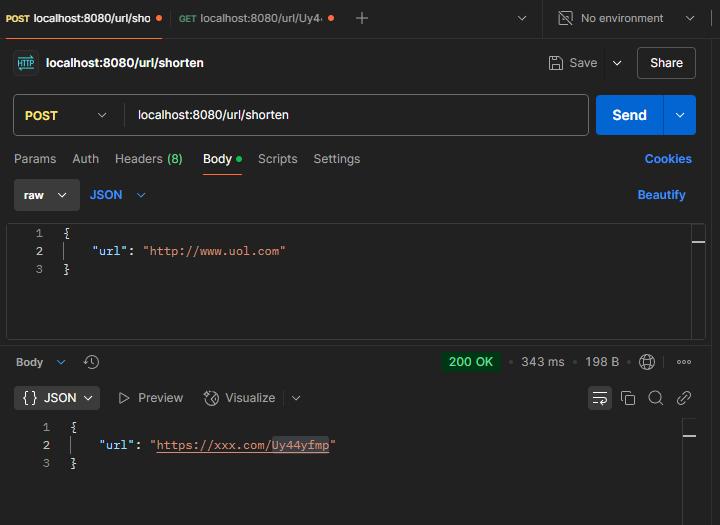 POST localhost:8080/url/sho GET localhost:8080/url/Uy44 No environment
HTTP localhost:8080/url/shorten Save Share
POST localhost:8080/url/shorten Send
Params Auth Headers (8) Body Scripts Settings Cookies
raw JSON Beautify
1 {
2 "url": "http://www.uol.com"
3 }
Body 200 OK • 343 ms • 198 B •
{} JSON Preview Visualize
1 {
2 "url": "https://xxx.com/Uy44yfmp"
3 }